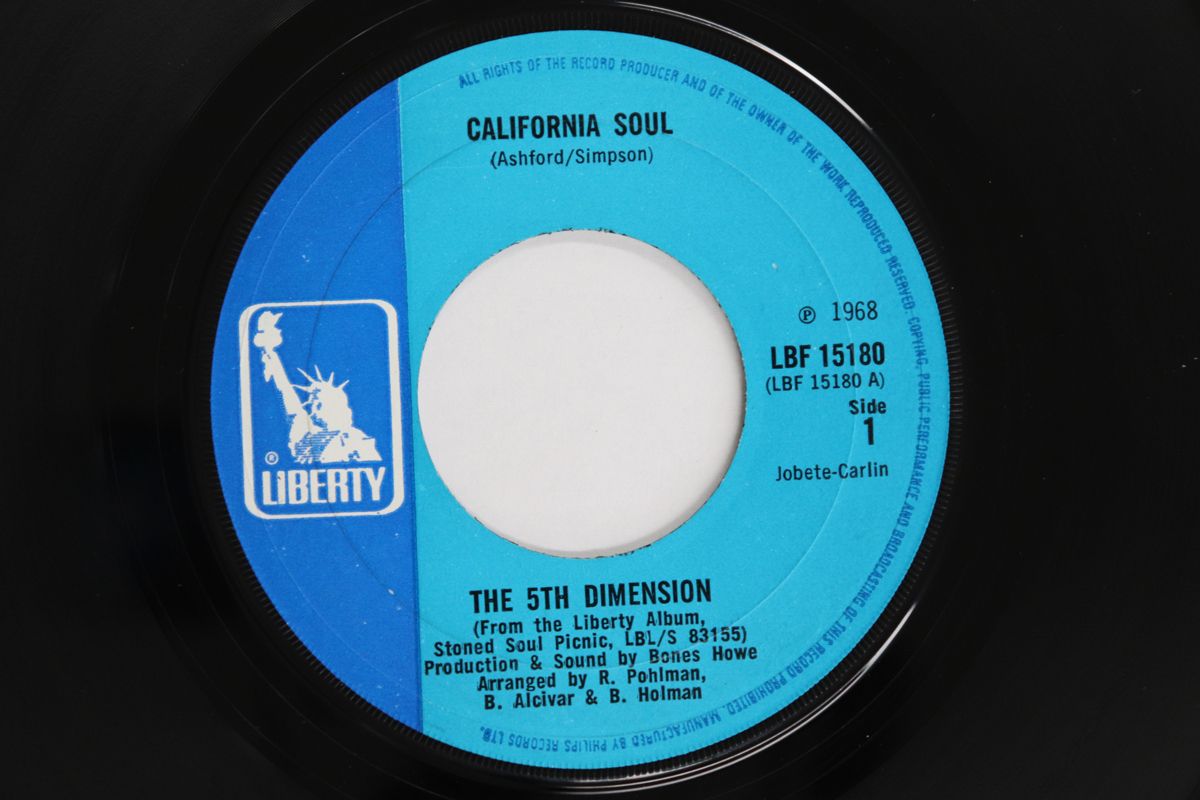 ALL RIGHTS OF THE RECORD PRODUCER AND OF THE OWNER OF THE WORK REPRODUCED RESERVED. COPYING, PUBLIC PERFORMANCE AND BROADCASTING OF THIS RECORD PROHIBITED. MANUFACTURED BY PHILIPS RECORDS LTD.
CALIFORNIA SOUL
(Ashford/Simpson)
℗ 1968
LBF 15180
(LBF 15180 A)
Side
1
Jobete-Carlin
®
LIBERTY
THE 5TH DIMENSION
(From the Liberty Album,
Stoned Soul Picnic, LBL/S 83155)
Production & Sound by Bones Howe
Arranged by R. Pohlman,
B. Alcivar & B. Holman